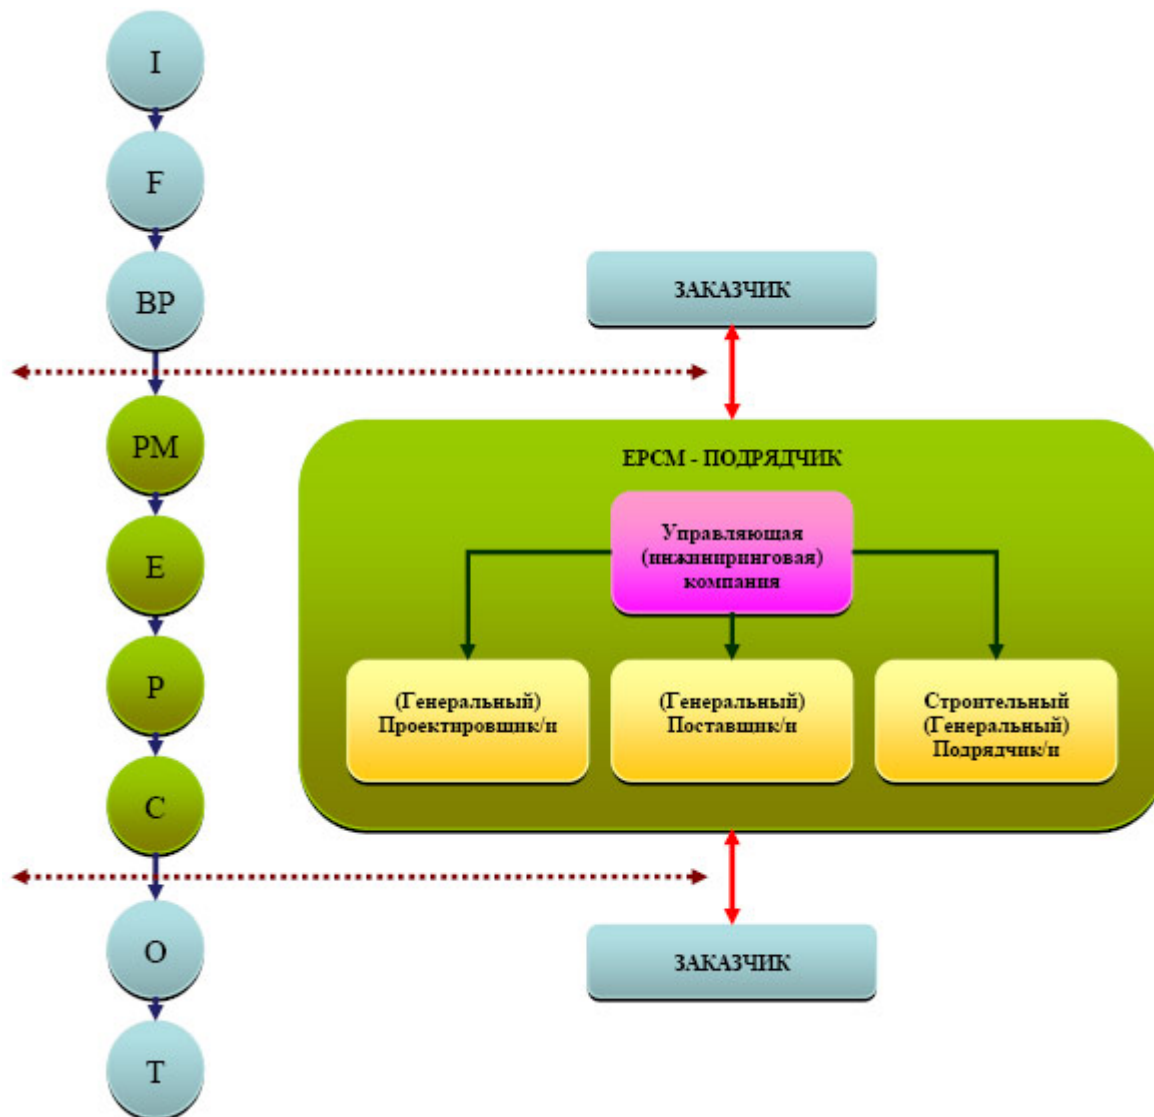 I
F
BP
PM
E
P
C
O
T
ЗАКАЗЧИК
EPCM - ПОДРЯДЧИК
Управляющая
(инжиниринговая)
компания
(Генеральный)
Проектировщик/и
(Генеральный)
Поставщик/и
Строительный
(Генеральный)
Подрядчик/и
ЗАКАЗЧИК